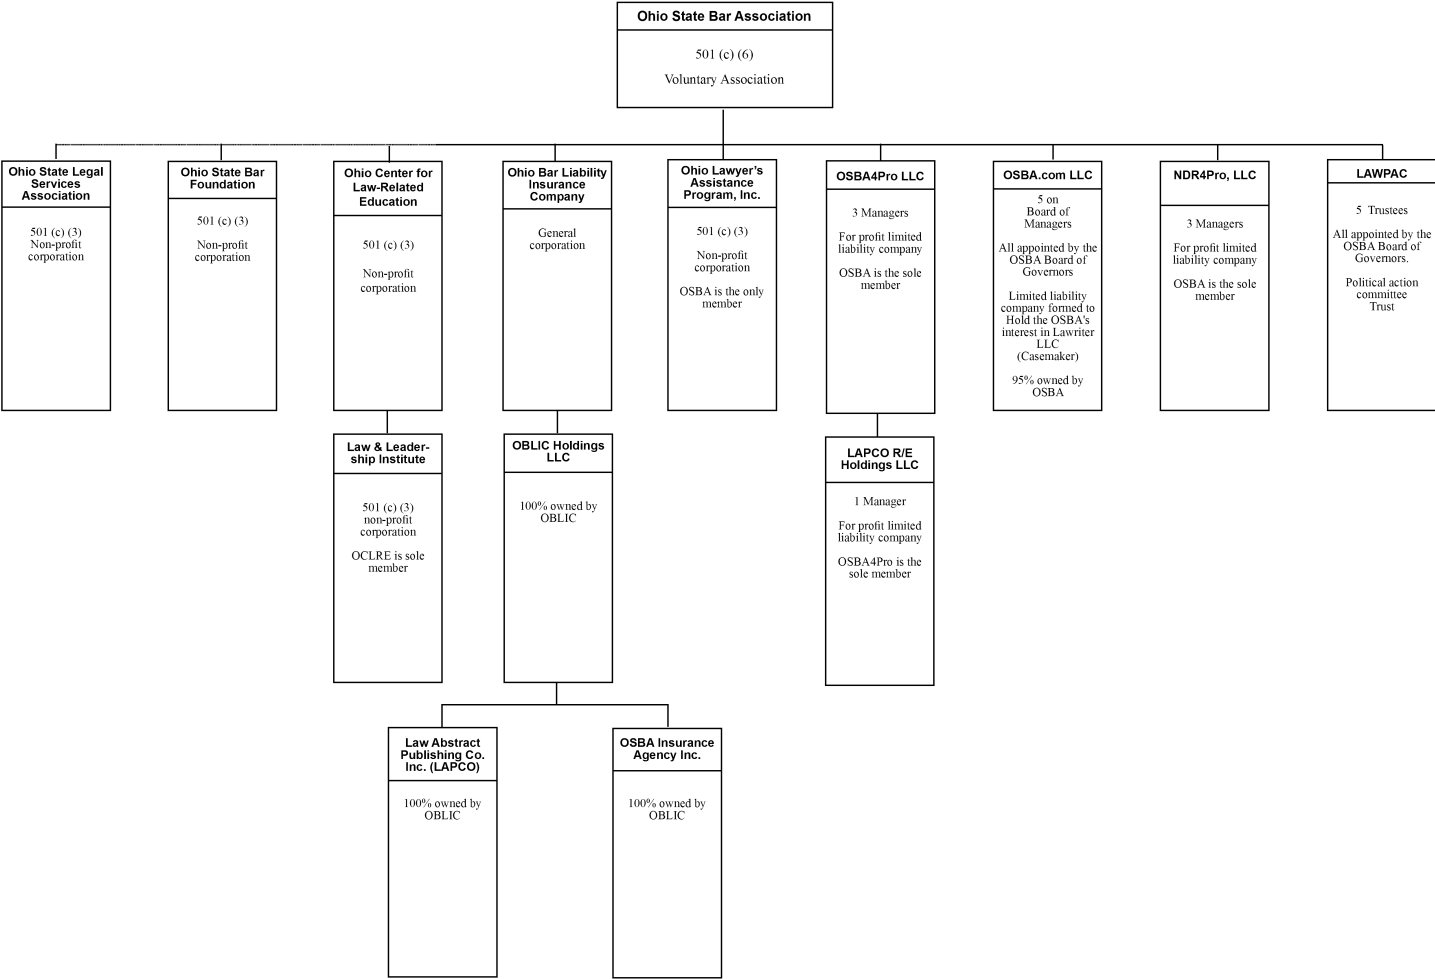 Ohio State Bar Association
501 (c) (6)
Voluntary Association
Ohio State Legal
Services
Association
501 (c) (3)
Non-profit
corporation
Ohio State Bar
Foundation
501 (c) (3)
Non-profit
corporation
Ohio Center for
Law-Related
Education
501 (c) (3)
Non-profit
corporation
Ohio Bar Liability
Insurance
Company
General
corporation
Ohio Lawyer's
Assistance
Program, Inc.
501 (c) (3)
Non-profit
corporation
OSBA is the only
member
OSBA4Pro LLC
3 Managers
For profit limited
liability company
OSBA is the sole
member
OSBA.com LLC
5 on
Board of
Managers
All appointed by the
OSBA Board of
Governors
Limited liability
company formed to
Hold the OSBA's
interest in Lawriter
LLC
(Casemaker)
95% owned by
OSBA
NDR4Pro, LLC
3 Managers
For profit limited
liability company
OSBA is the sole
member
LAWPAC
5 Trustees
All appointed by the
OSBA Board of
Governors.
Political action
committee
Trust
Law & Leader-
ship Institute
501 (c) (3)
non-profit
corporation
OCLRE is sole
member
OBLIC Holdings
LLC
100% owned by
OBLIC
LAPCO R/E
Holdings LLC
1 Manager
For profit limited
liability company
OSBA4Pro is the
sole member
Law Abstract
Publishing Co.
Inc. (LAPCO)
100% owned by
OBLIC
OSBA Insurance
Agency Inc.
100% owned by
OBLIC